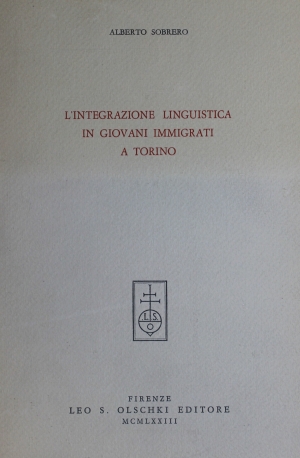 ALBERTO SOBRERO
L'INTEGRAZIONE LINGUISTICA
IN GIOVANI IMMIGRATI
A TORINO
L S
O
FIRENZE
LEO S. OLSCHKI EDITORE
MCMLXXIII